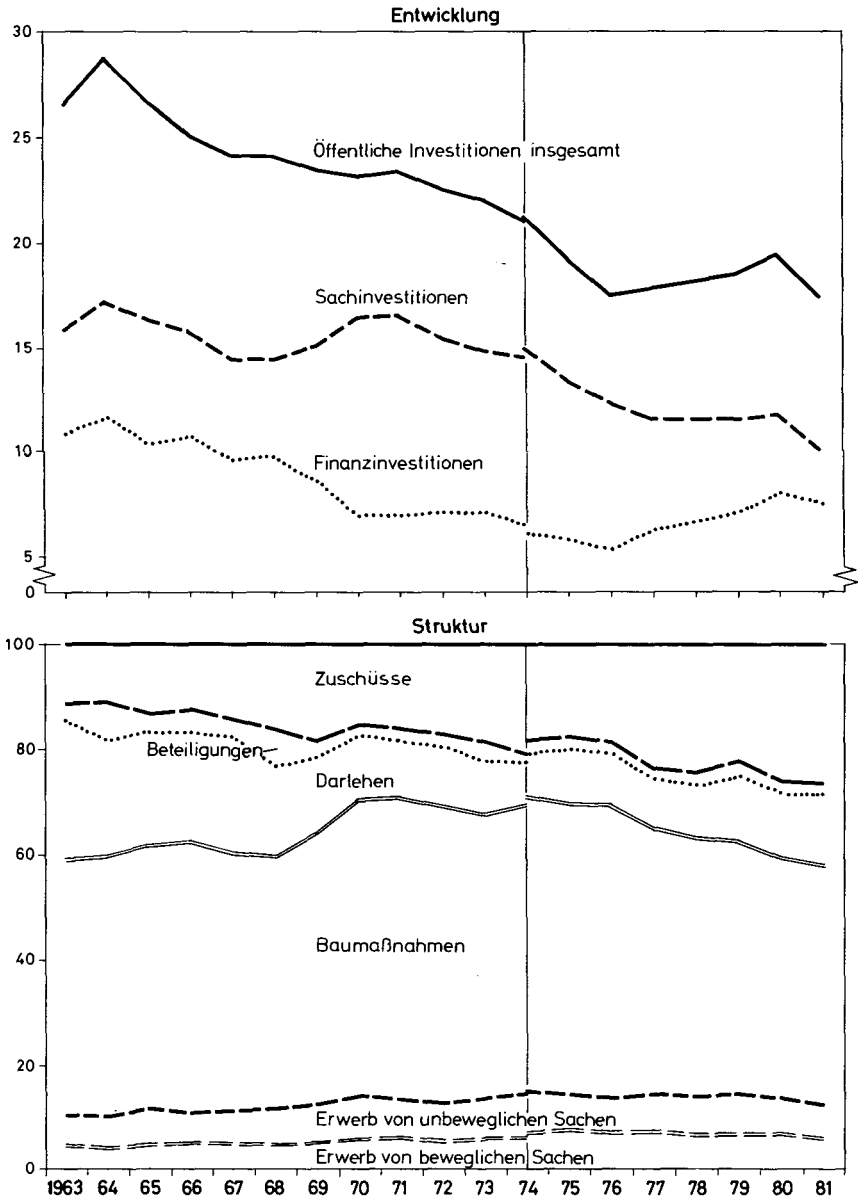 Entwicklung
30
25
Öffentliche Investitionen insgesamt
20
Sachinvestitionen
15
10
Finanzinvestitionen
5
0
Struktur
100
Zuschüsse
80
Beteiligungen
Darlehen
60
Baumaßnahmen
40
20
Erwerb von unbeweglichen Sachen
Erwerb von beweglichen Sachen
0
1963 64 65 66 67 68 69 70 71 72 73 74 75 76 77 78 79 80 81